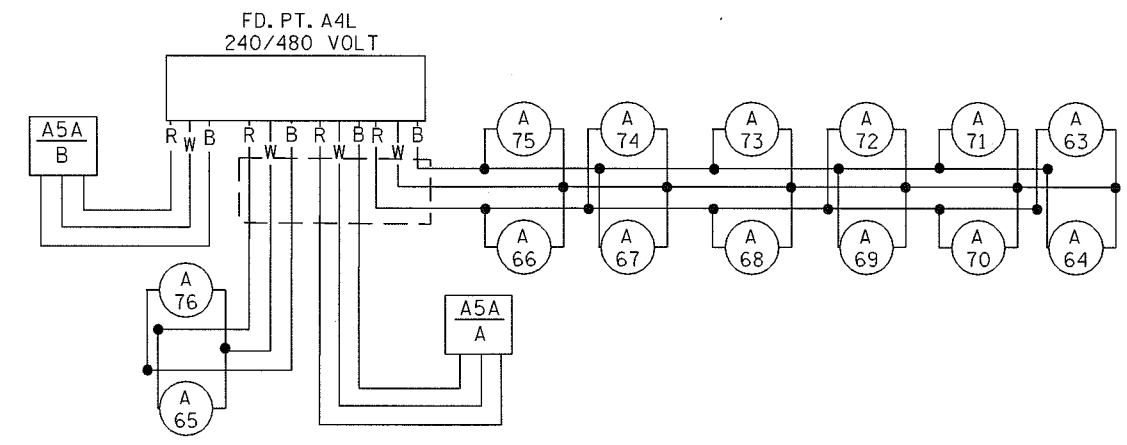 FD. PT. A4L
240/480 VOLT
A5A
B
R W B R W B R W B R W B
A
75
A
74
A
73
A
72
A
71
A
63
A
66
A
67
A
68
A
69
A
70
A
64
A
76
A5A
A
A
65